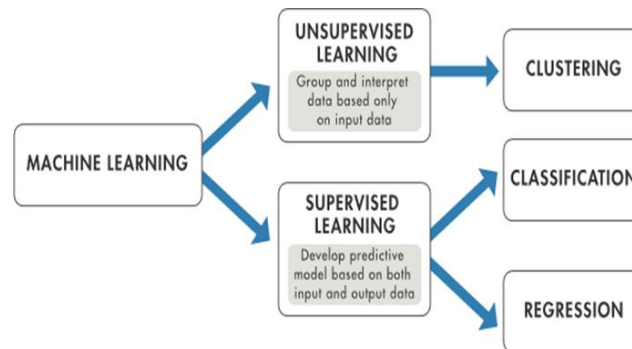 UNSUPERVISED
LEARNING
Group and interpret
data based only
on input data
CLUSTERING
MACHINE LEARNING
SUPERVISED
LEARNING
Develop predictive
model based on both
input and output data
CLASSIFICATION
REGRESSION